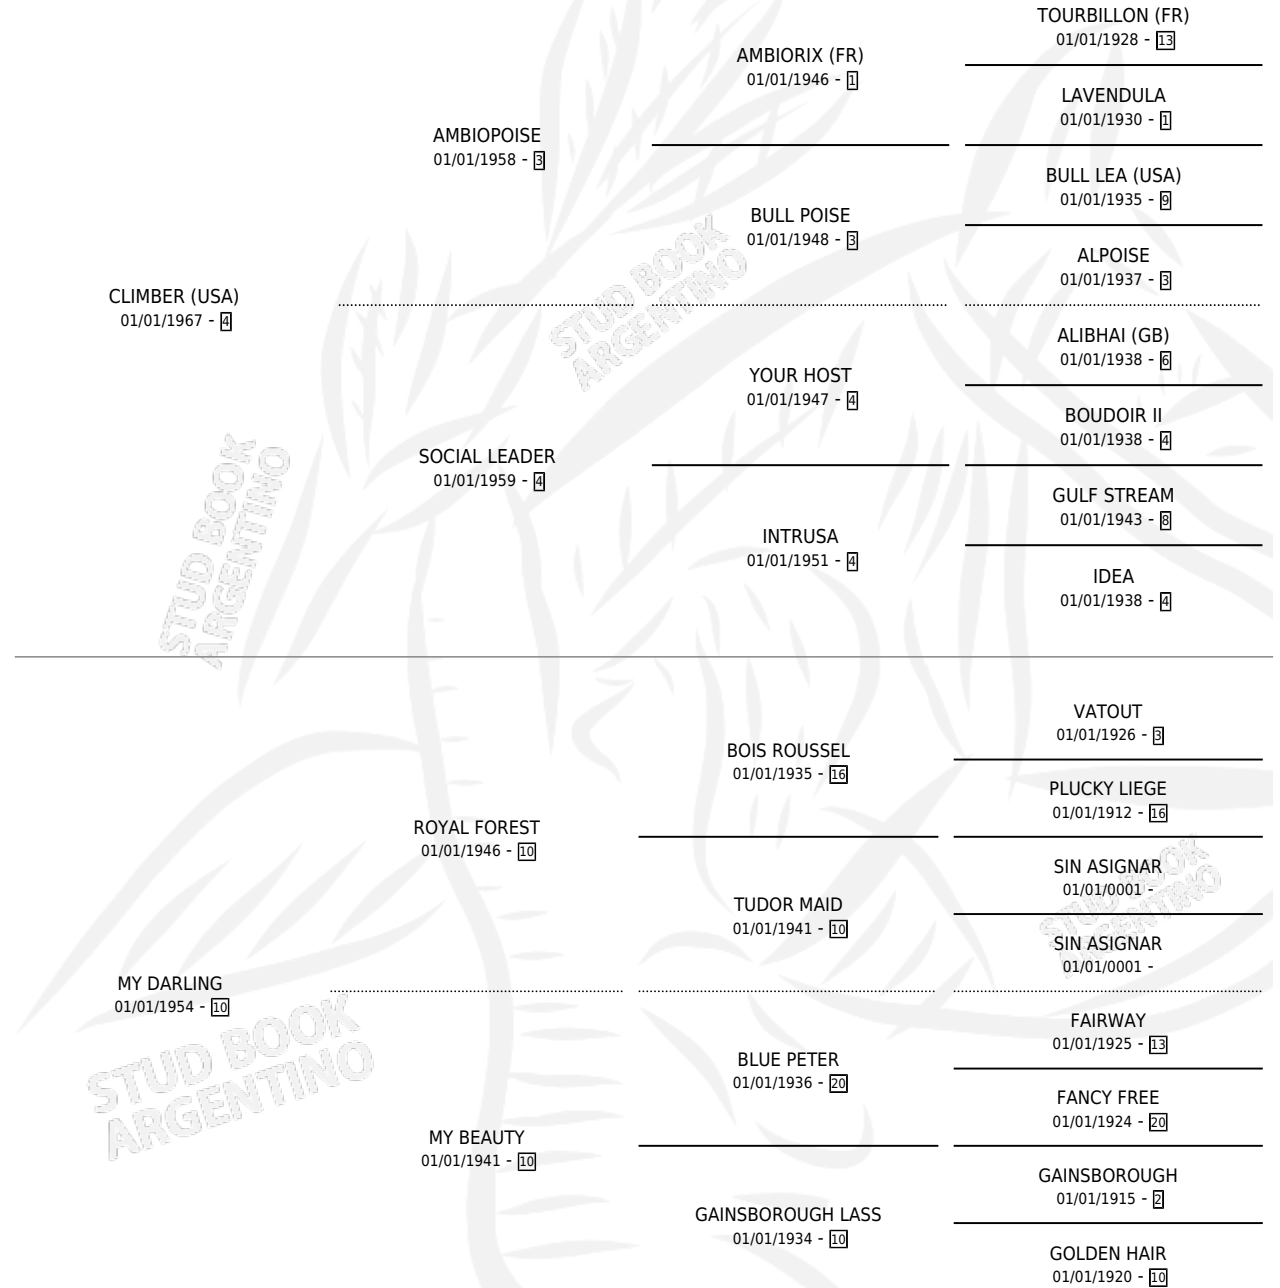 TOURBILLON (FR)
01/01/1928 - 13
AMBIORIX (FR)
01/01/1946 - 1
LAVENDULA
01/01/1930 - 1
AMBIOPOISE
01/01/1958 - 3
BULL LEA (USA)
01/01/1935 - 9
BULL POISE
01/01/1948 - 3
ALPOISE
01/01/1937 - 3
CLIMBER (USA)
01/01/1967 - 4
ALIBHAI (GB)
01/01/1938 - 6
YOUR HOST
01/01/1947 - 4
BOUDOIR II
01/01/1938 - 4
SOCIAL LEADER
01/01/1959 - 4
GULF STREAM
01/01/1943 - 8
INTRUSA
01/01/1951 - 4
IDEA
01/01/1938 - 4
STUD BOOK
ARGENTINO
STUD BOOK
ARGENTINO
VATOUT
01/01/1926 - 3
BOIS ROUSSEL
01/01/1935 - 16
PLUCKY LIEGE
01/01/1912 - 16
ROYAL FOREST
01/01/1946 - 10
SIN ASIGNAR
01/01/0001 -
TUDOR MAID
01/01/1941 - 10
SIN ASIGNAR
01/01/0001 -
MY DARLING
01/01/1954 - 10
FAIRWAY
01/01/1925 - 13
BLUE PETER
01/01/1936 - 20
FANCY FREE
01/01/1924 - 20
MY BEAUTY
01/01/1941 - 10
GAINSBOROUGH
01/01/1915 - 2
GAINSBOROUGH LASS
01/01/1934 - 10
GOLDEN HAIR
01/01/1920 - 10
STUD BOOK
ARGENTINO
STUD BOOK
ARGENTINO